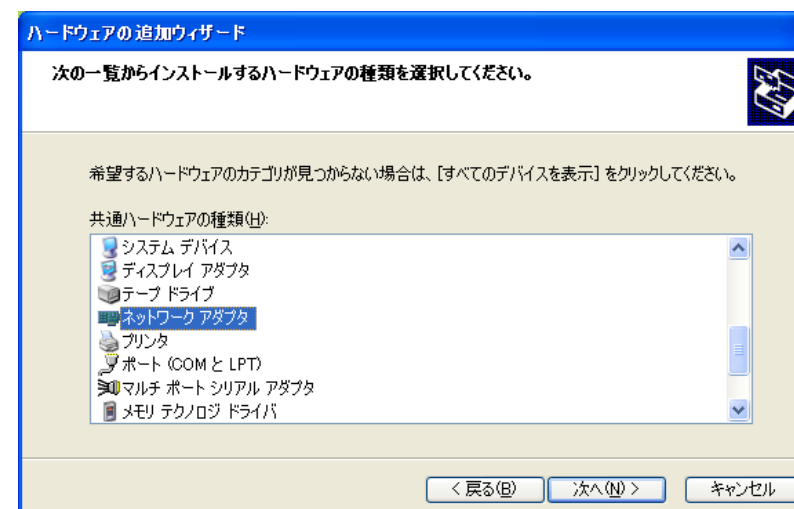 ハードウェアの追加ウィザード
次の一覧からインストールするハードウェアの種類を選択してください。
希望するハードウェアのカテゴリが見つからない場合は、[すべてのデバイスを表示] をクリックしてください。
共通ハードウェアの種類(H):
システム デバイス
ディスプレイ アダプタ
テープ ドライブ
ネットワーク アダプタ
プリンタ
ポート (COM と LPT)
マルチ ポート シリアル アダプタ
メモリ テクノロジ ドライバ
< 戻る(B) 次へ(N) > キャンセル